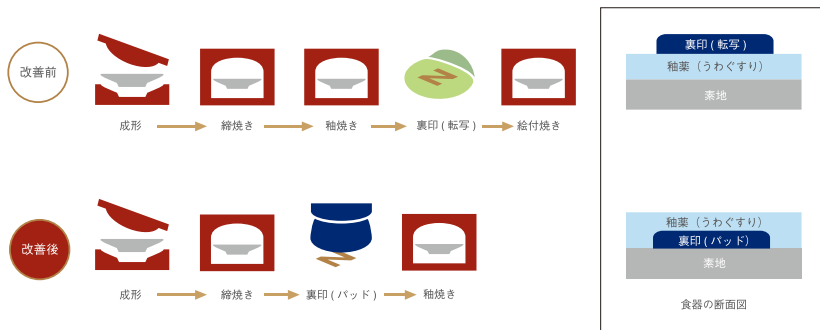 改善前
成形
締焼き
釉焼き
裏印(転写)
絵付焼き
改善後
成形
締焼き
裏印(パッド)
釉焼き
裏印(転写)
釉薬（うわぐすり）
素地
釉薬（うわぐすり）
裏印(パッド)
素地
食器の断面図